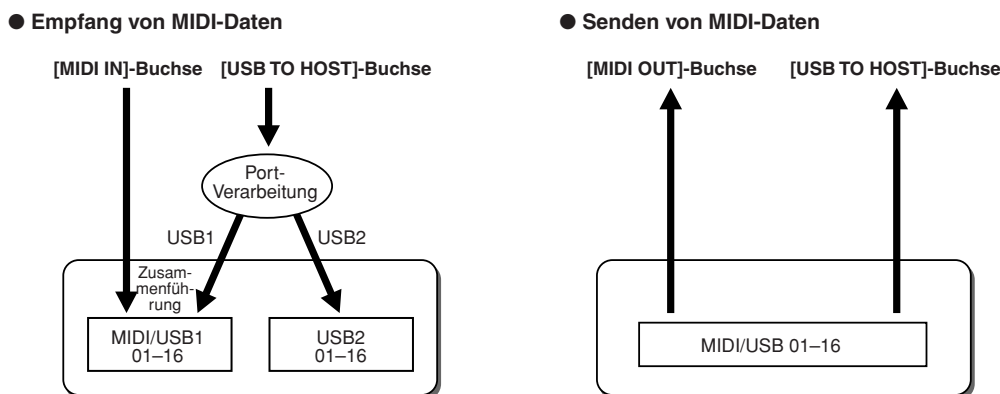 ● Empfang von MIDI-Daten
[MIDI IN]-Buchse [USB TO HOST]-Buchse
Port-
Verarbeitung
USB1 USB2
Zusam-
menfüh-
rung
MIDI/USB1
01–16
USB2
01–16
● Senden von MIDI-Daten
[MIDI OUT]-Buchse [USB TO HOST]-Buchse
MIDI/USB 01–16